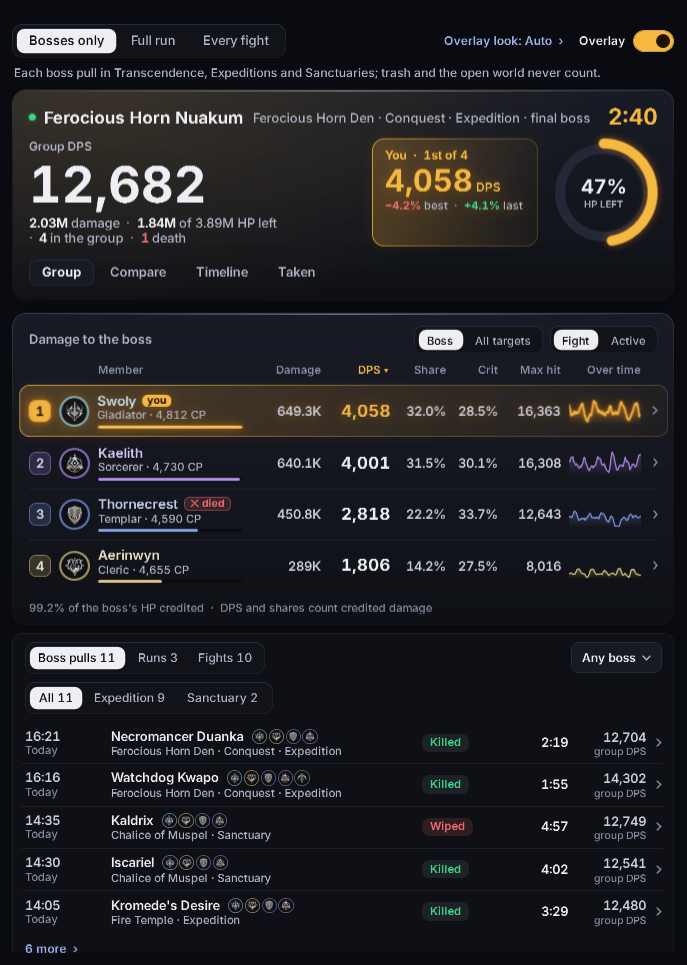 Bosses only Full run Every fight Overlay look: Auto › Overlay
Each boss pull in Transcendence, Expeditions and Sanctuaries; trash and the open world never count.
Ferocious Horn Nuakum Ferocious Horn Den · Conquest · Expedition · final boss 2:40
Group DPS
12,682
2.03M damage · 1.84M of 3.89M HP left
· 4 in the group · 1 death
You · 1st of 4
4,058 DPS
−4.2% best · +4.1% last
47%
HP LEFT
Group Compare Timeline Taken
Damage to the boss Boss All targets Fight Active
Member Damage DPS ▾ Share Crit Max hit Over time
1 Swoly you 649.3K 4,058 32.0% 28.5% 16,363 ›
Gladiator · 4,812 CP
2 Kaelith 640.1K 4,001 31.5% 30.1% 16,308 ›
Sorcerer · 4,730 CP
3 Thornecrest died 450.8K 2,818 22.2% 33.7% 12,643 ›
Templar · 4,590 CP
4 Aerinwyn 289K 1,806 14.2% 27.5% 8,016 ›
Cleric · 4,655 CP
99.2% of the boss's HP credited · DPS and shares count credited damage
Boss pulls 11 Runs 3 Fights 10 Any boss
All 11 Expedition 9 Sanctuary 2
16:21 Necromancer Duanka Killed 2:19 12,704 ›
Today Ferocious Horn Den · Conquest · Expedition group DPS
16:16 Watchdog Kwapo Killed 1:55 14,302 ›
Today Ferocious Horn Den · Conquest · Expedition group DPS
14:35 Kaldrix Wiped 4:57 12,749 ›
Today Chalice of Muspel · Sanctuary group DPS
14:30 Iscariel Killed 4:02 12,541 ›
Today Chalice of Muspel · Sanctuary group DPS
14:05 Kromede's Desire Killed 3:29 12,480 ›
Today Fire Temple · Expedition group DPS
6 more ›